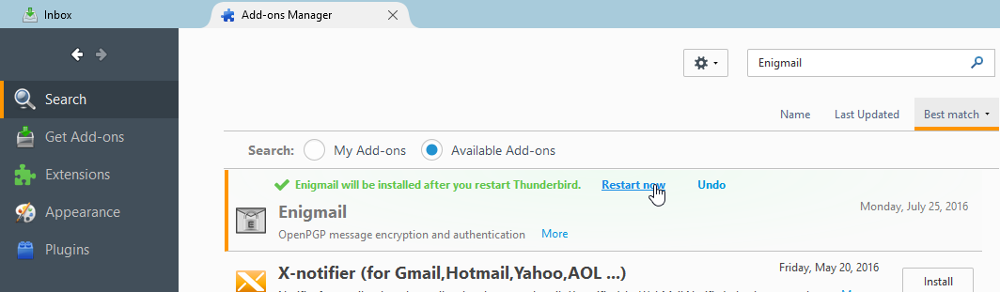 Inbox
Add-ons Manager
Enigmail
Search
Name Last Updated Best match
Get Add-ons
Search: My Add-ons Available Add-ons
Extensions
Enigmail will be installed after you restart Thunderbird. Restart now Undo
Appearance
Enigmail
Monday, July 25, 2016
OpenPGP message encryption and authentication More
Plugins
X-notifier (for Gmail,Hotmail,Yahoo,AOL ...)
Friday, May 20, 2016
Install